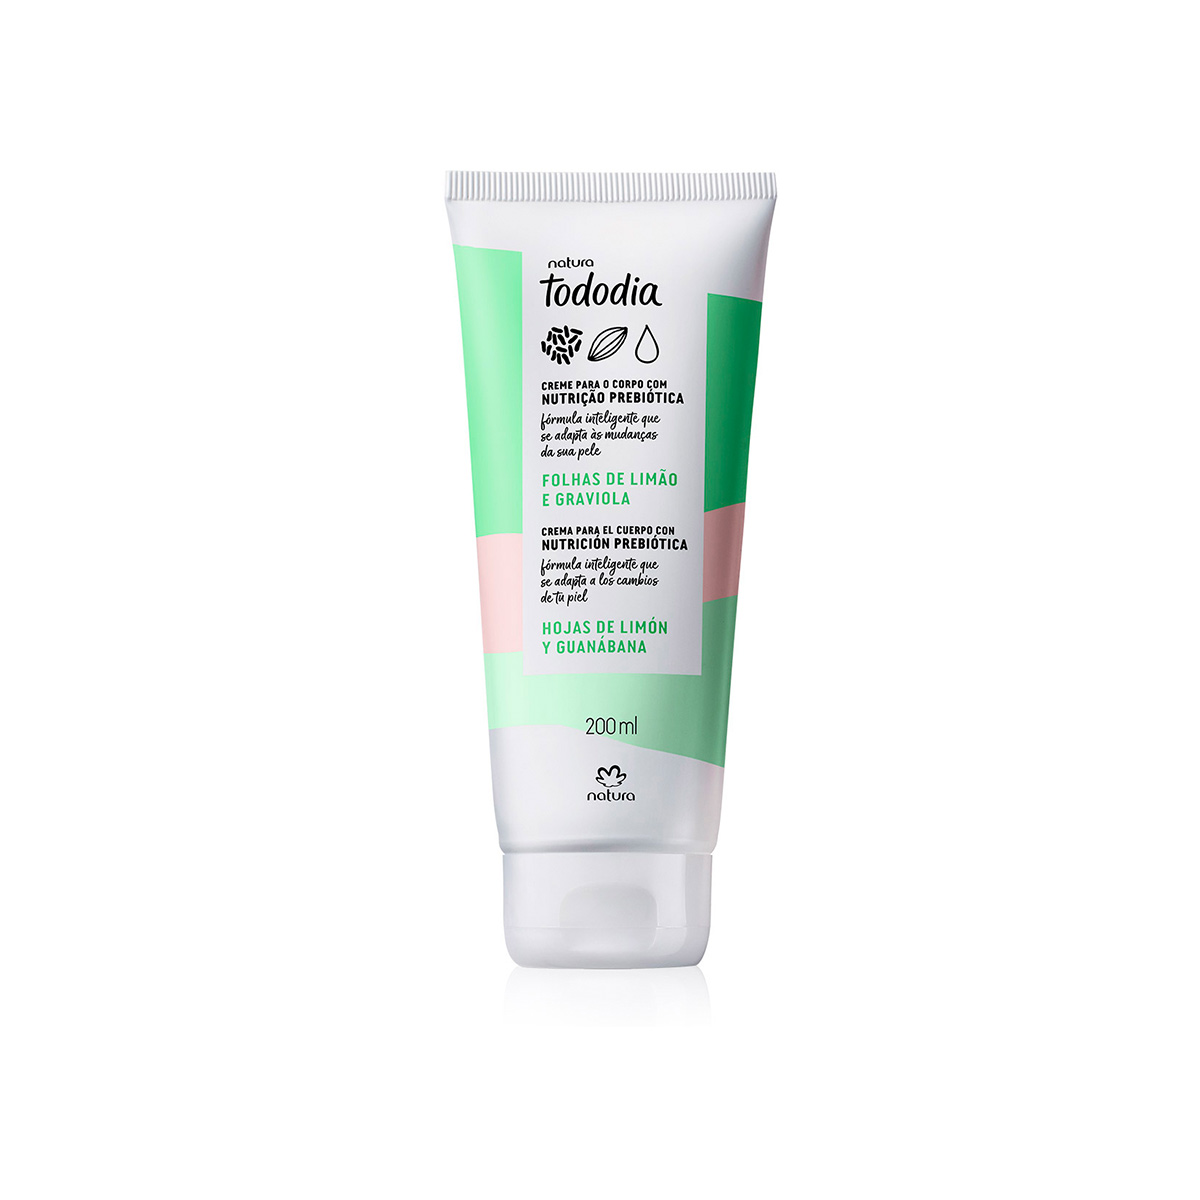 natura
tododia
CREME PARA O CORPO COM
NUTRIÇÃO PREBIÓTICA
fórmula inteligente que
se adapta às mudanças
da sua pele
FOLHAS DE LIMÃO
E GRAVIOLA
CREMA PARA EL CUERPO CON
NUTRICIÓN PREBIÓTICA
fórmula inteligente que
se adapta a los cambios
de tu piel
HOJAS DE LIMÓN
Y GUANÁBANA
200 ml
natura